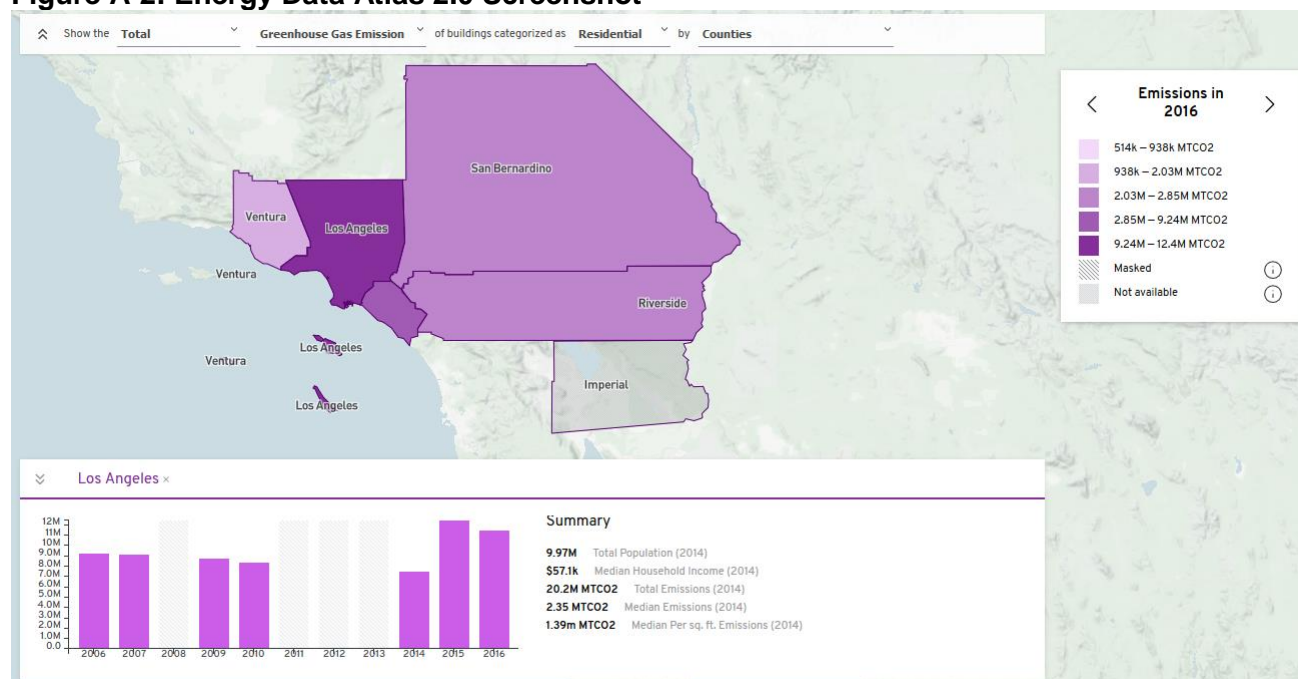 Figure A-2: Energy Data Atlas 2.0 Screenshot
Show the Total Greenhouse Gas Emission of buildings categorized as Residential by Counties
Emissions in
2016
514k – 938k MTCO2
938k – 2.03M MTCO2
2.03M – 2.85M MTCO2
2.85M – 9.24M MTCO2
9.24M – 12.4M MTCO2
Masked
Not available
San Bernardino
Ventura
Los Angeles
Ventura
Riverside
Los Angeles
Ventura
Imperial
Los Angeles
Los Angeles ×
12M
11M
10M
9.0M
8.0M
7.0M
6.0M
5.0M
4.0M
3.0M
2.0M
1.0M
0.0
2006 2007 2008 2009 2010 2011 2012 2013 2014 2015 2016
Summary
9.97M Total Population (2014)
$57.1k Median Household Income (2014)
20.2M MTCO2 Total Emissions (2014)
2.35 MTCO2 Median Emissions (2014)
1.39m MTCO2 Median Per sq. ft. Emissions (2014)